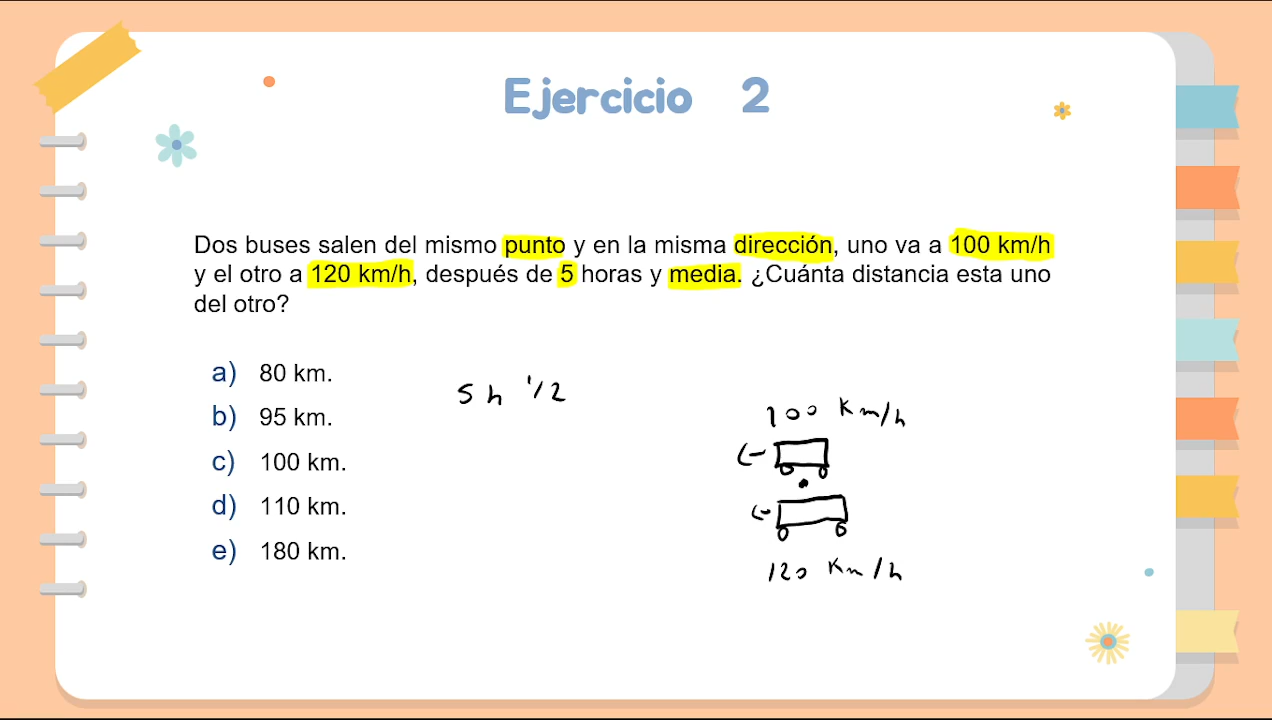 Ejercicio 2
Dos buses salen del mismo punto y en la misma dirección, uno va a 100 km/h
y el otro a 120 km/h, después de 5 horas y media. ¿Cuánta distancia esta uno
del otro?
a) 80 km.
b) 95 km.
c) 100 km.
d) 110 km.
e) 180 km.
5 h 1/2
100 Km/h
120 Km/h